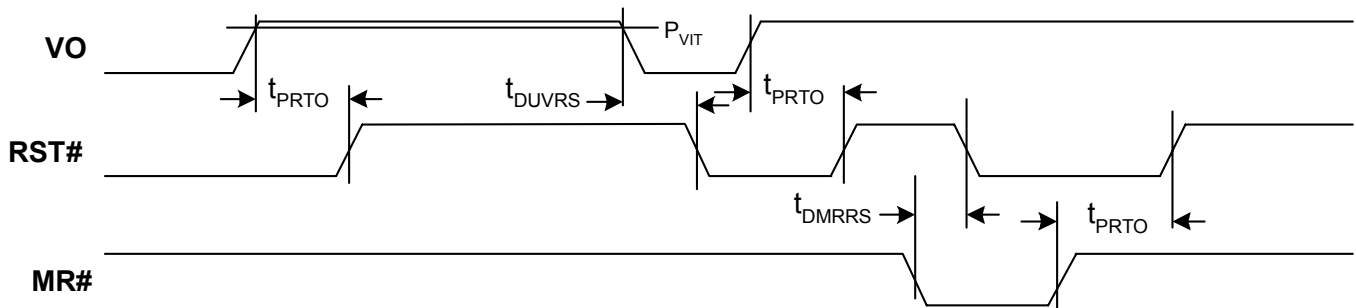 VO
P_VIT
t_PRTO
t_DUVRS
t_PRTO
RST#
t_DMRRS
t_PRTO
MR#